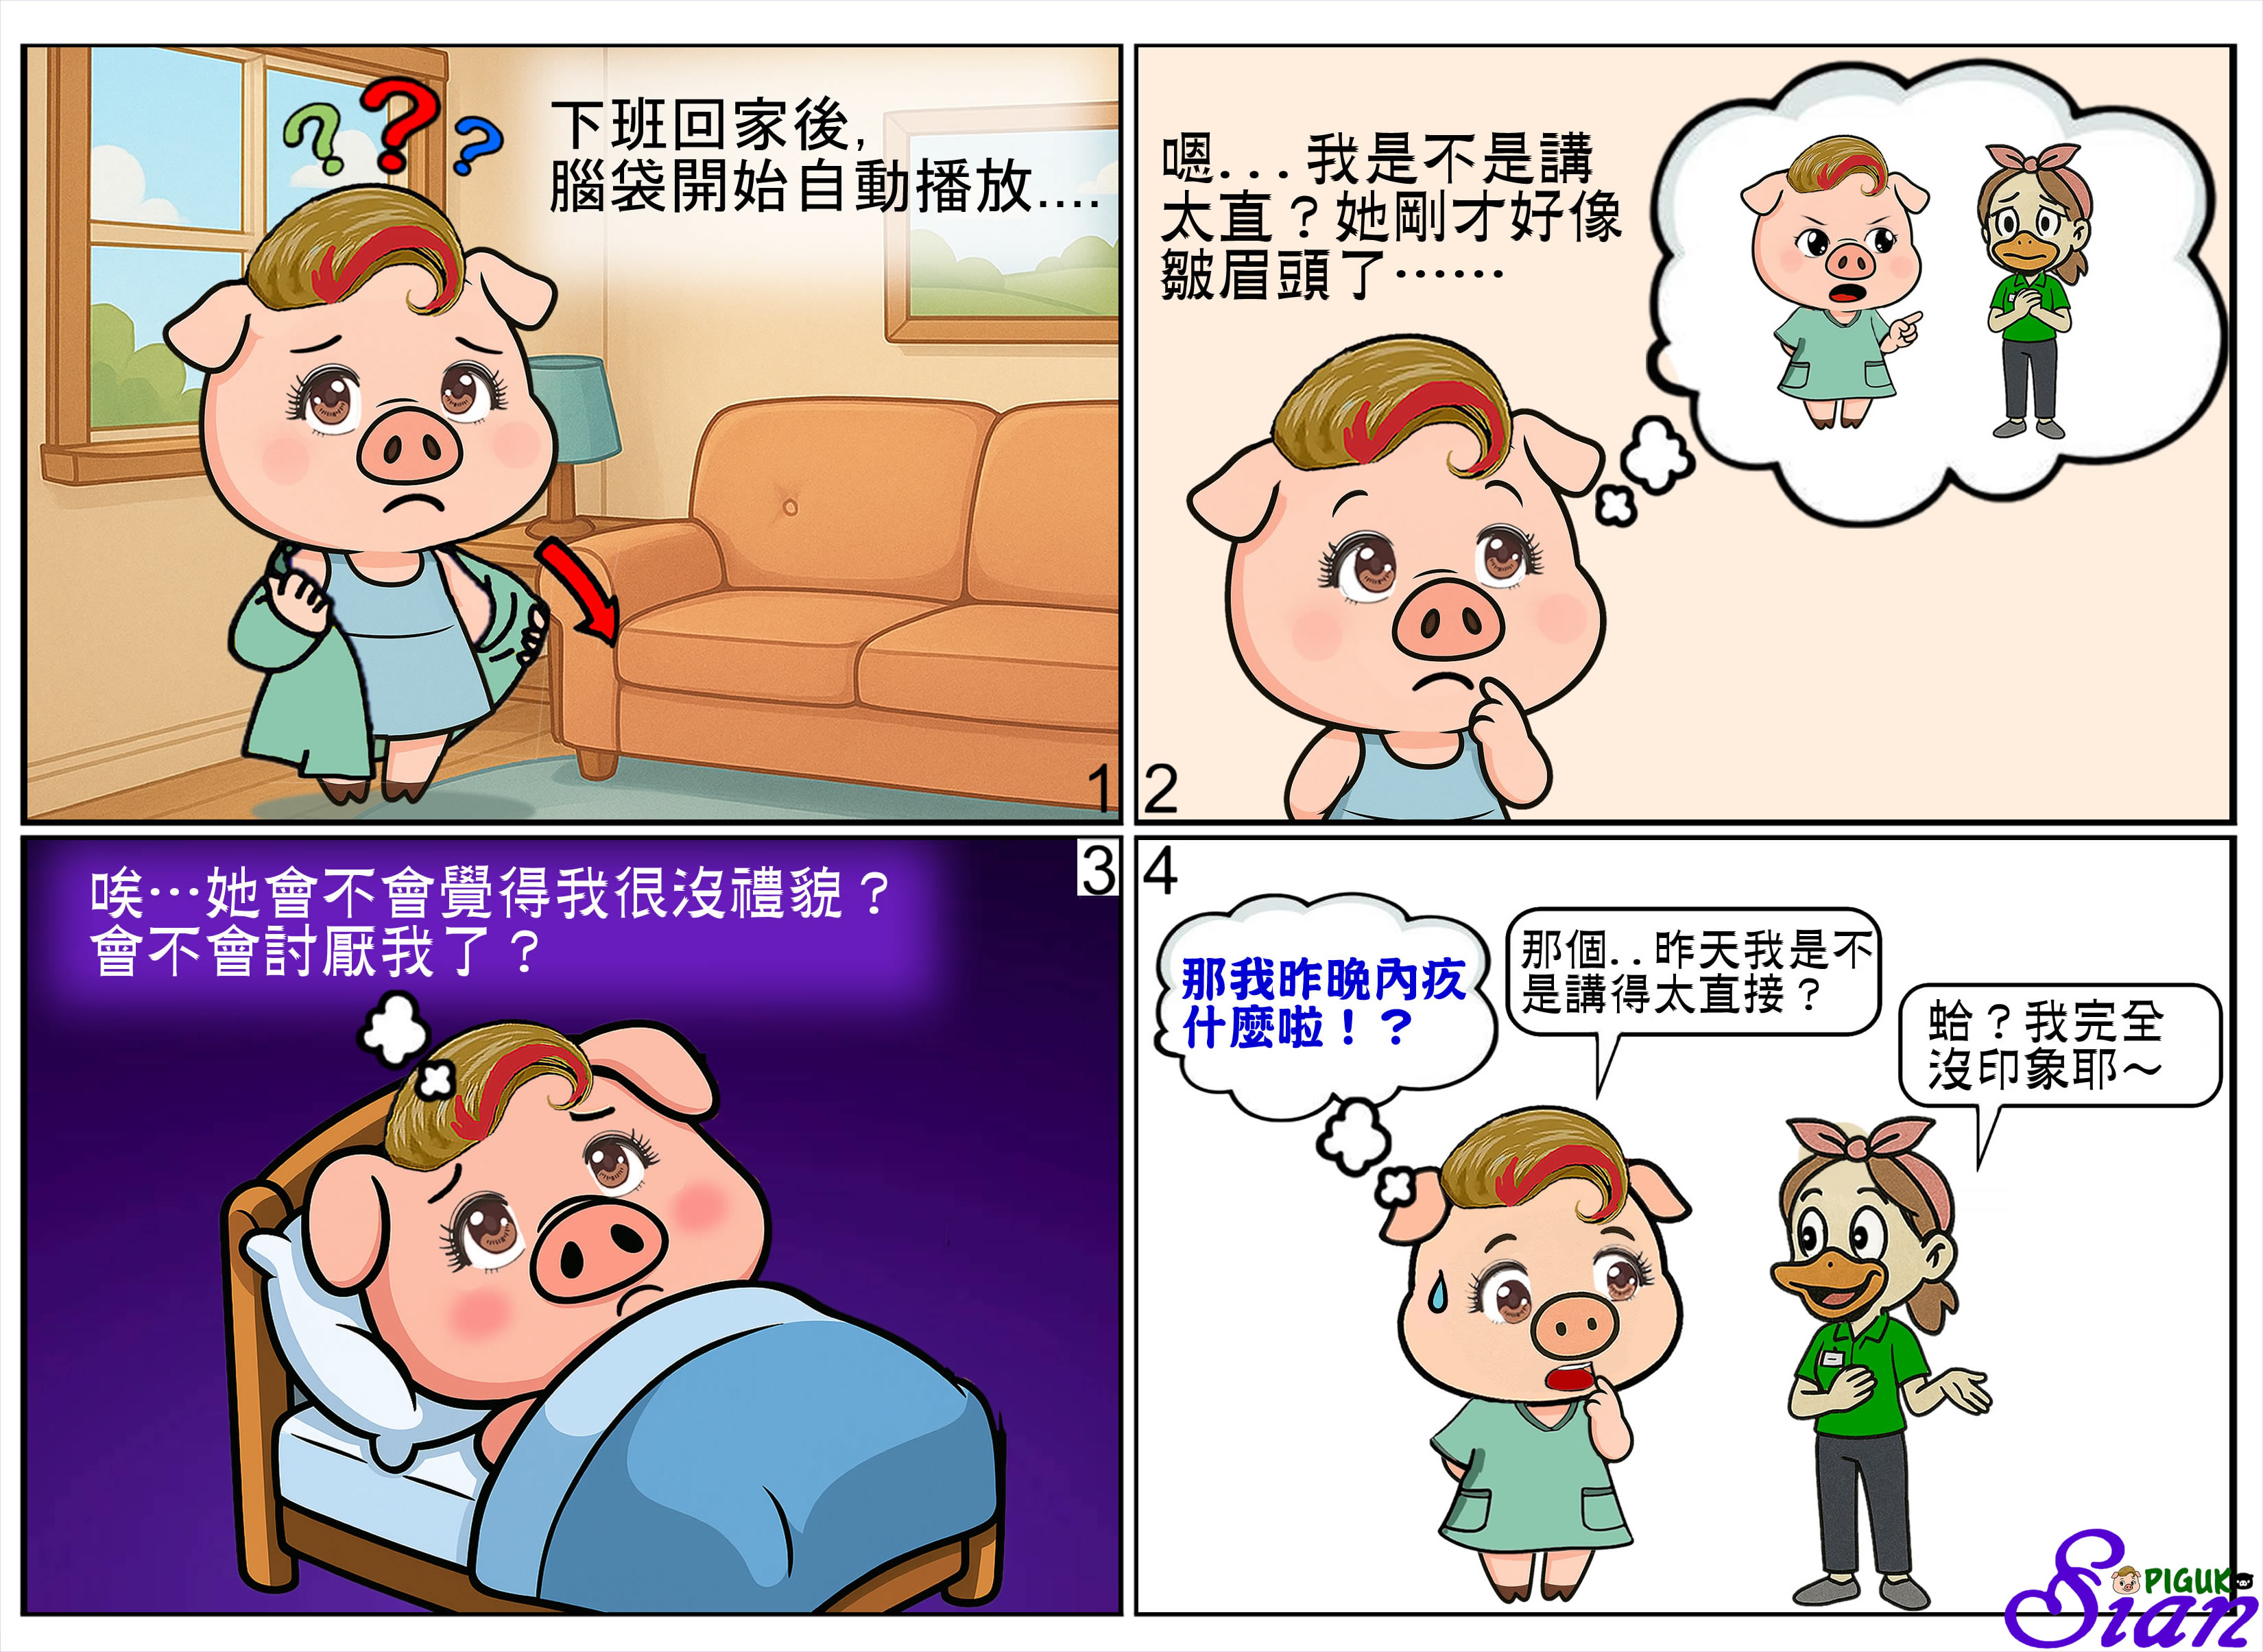 下班回家後,
腦袋開始自動播放....
1
嗯...我是不是講
太直？她剛才好像
皺眉頭了……
2
唉…她會不會覺得我很沒禮貌？
會不會討厭我了？
3
4
那我昨晚內疚
什麼啦！？
那個..昨天我是不
是講得太直接？
蛤？我完全
沒印象耶～
PIGUK
Sian